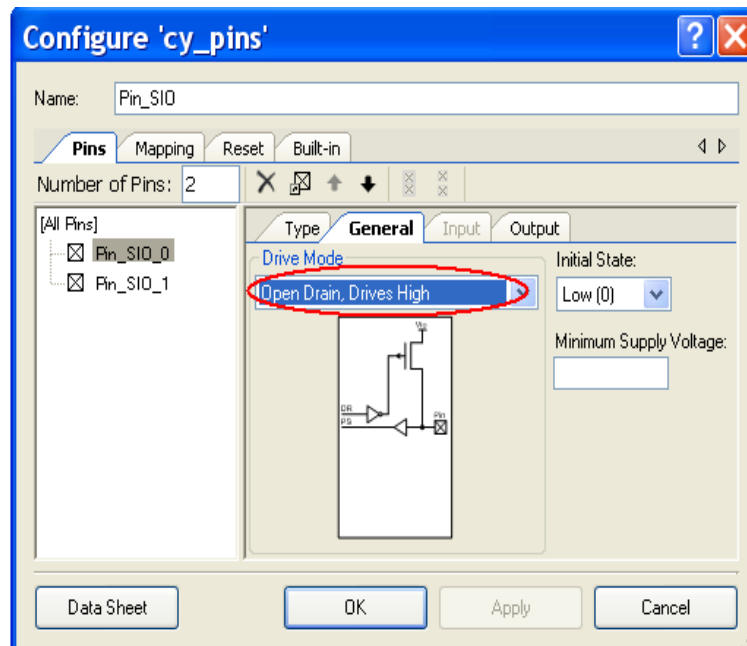 Configure 'cy_pins'
Name: Pin_SIO
Pins Mapping Reset Built-in
Number of Pins: 2
[All Pins]
Pin_SIO_0
Pin_SIO_1
Type General Input Output
Drive Mode
Open Drain, Drives High
Initial State:
Low (0)
Minimum Supply Voltage:
Vio
DR
PS
Pin
Data Sheet OK Apply Cancel